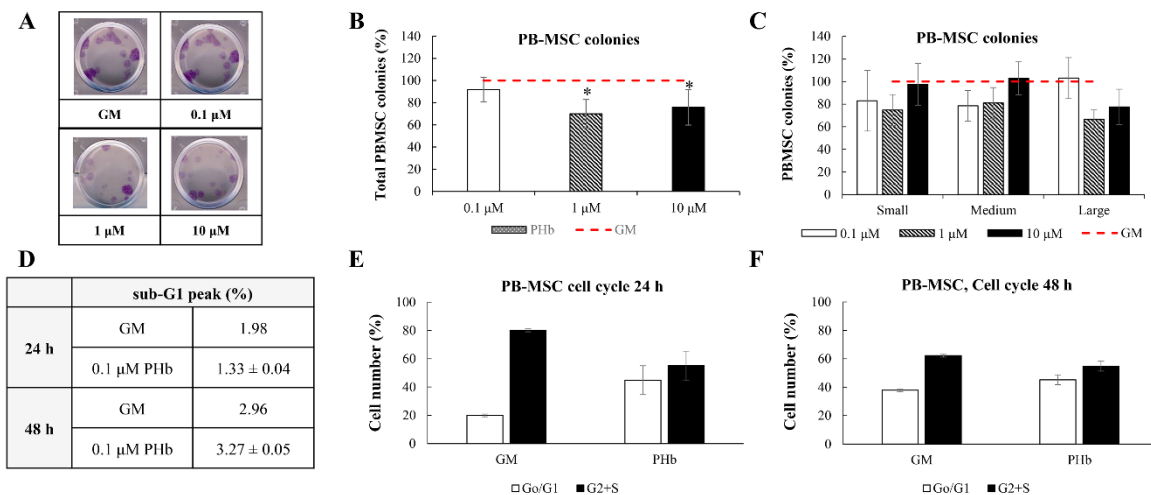 A
GM
0.1 μM
1 μM
10 μM
B
PB-MSC colonies
Total PBMSC colonies (%)
140
120
100
80
60
40
20
0
*
*
0.1 μM
1 μM
10 μM
PHb
GM
C
PB-MSC colonies
PBMSC colonies (%)
140
120
100
80
60
40
20
0
Small
Medium
Large
0.1 μM
1 μM
10 μM
GM
D
sub-G1 peak (%)
24 h
GM
1.98
0.1 μM PHb
1.33 ± 0.04
48 h
GM
2.96
0.1 μM PHb
3.27 ± 0.05
E
PB-MSC cell cycle 24 h
Cell number (%)
100
80
60
40
20
0
GM
PHb
Go/G1
G2+S
F
PB-MSC, Cell cycle 48 h
Cell number (%)
100
80
60
40
20
0
GM
PHb
Go/G1
G2+S